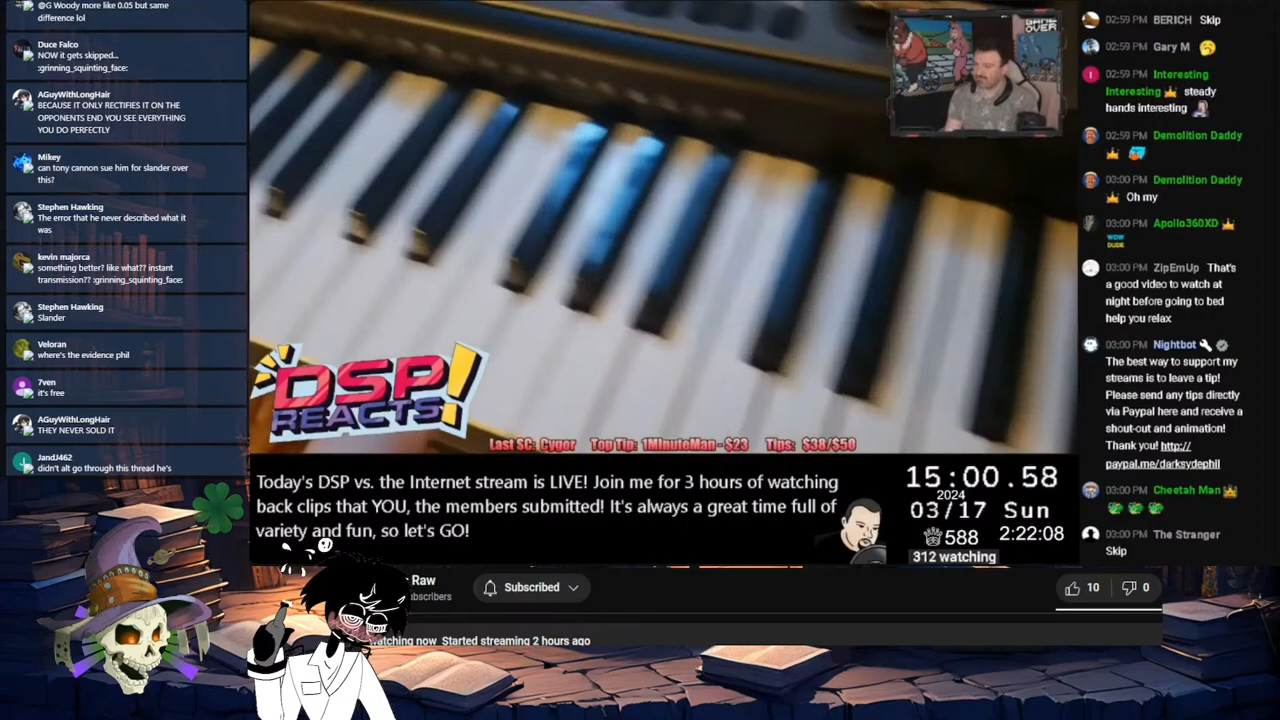 @G Woody more like 0.05 but same
difference lol
Duce Falco
NOW it gets skipped...
:grinning_squinting_face:
AGuyWithLongHair
BECAUSE IT ONLY RECTIFIES IT ON THE
OPPONENTS END YOU SEE EVERYTHING
YOU DO PERFECTLY
Mikey
can tony cannon sue him for slander over
this?
Stephen Hawking
The error that he never described what it
was
kevin majorca
something better? like what?? instant
transmission?? :grinning_squinting_face:
Stephen Hawking
Slander
Veloran
where's the evidence phil
7ven
it's free
AGuyWithLongHair
THEY NEVER SOLD IT
JandJ462
didn't alt go through this thread he's
GAME
OVER
DSP!
REACTS
Last SC: Cygor Top Tip: 1MinuteMan - $23 Tips: $38/$50
Today's DSP vs. the Internet stream is LIVE! Join me for 3 hours of watching
back clips that YOU, the members submitted! It's always a great time full of
variety and fun, so let's GO!
15:00.58
2024
03/17 Sun
588 2:22:08
312 watching
Raw
Subscribed
10 0
watching now Started streaming 2 hours ago
02:59 PM BERICH Skip
02:59 PM Gary M
02:59 PM Interesting
Interesting steady
hands interesting
02:59 PM Demolition Daddy
03:00 PM Demolition Daddy
Oh my
03:00 PM Apollo360XD
WOW
DUDE
03:00 PM ZipEmUp That's
a good video to watch at
night before going to bed
help you relax
03:00 PM Nightbot
The best way to support my
streams is to leave a tip!
Please send any tips directly
via Paypal here and receive a
shout-out and animation!
Thank you! http://
paypal.me/darksydephil
03:00 PM Cheetah Man
03:00 PM The Stranger
Skip